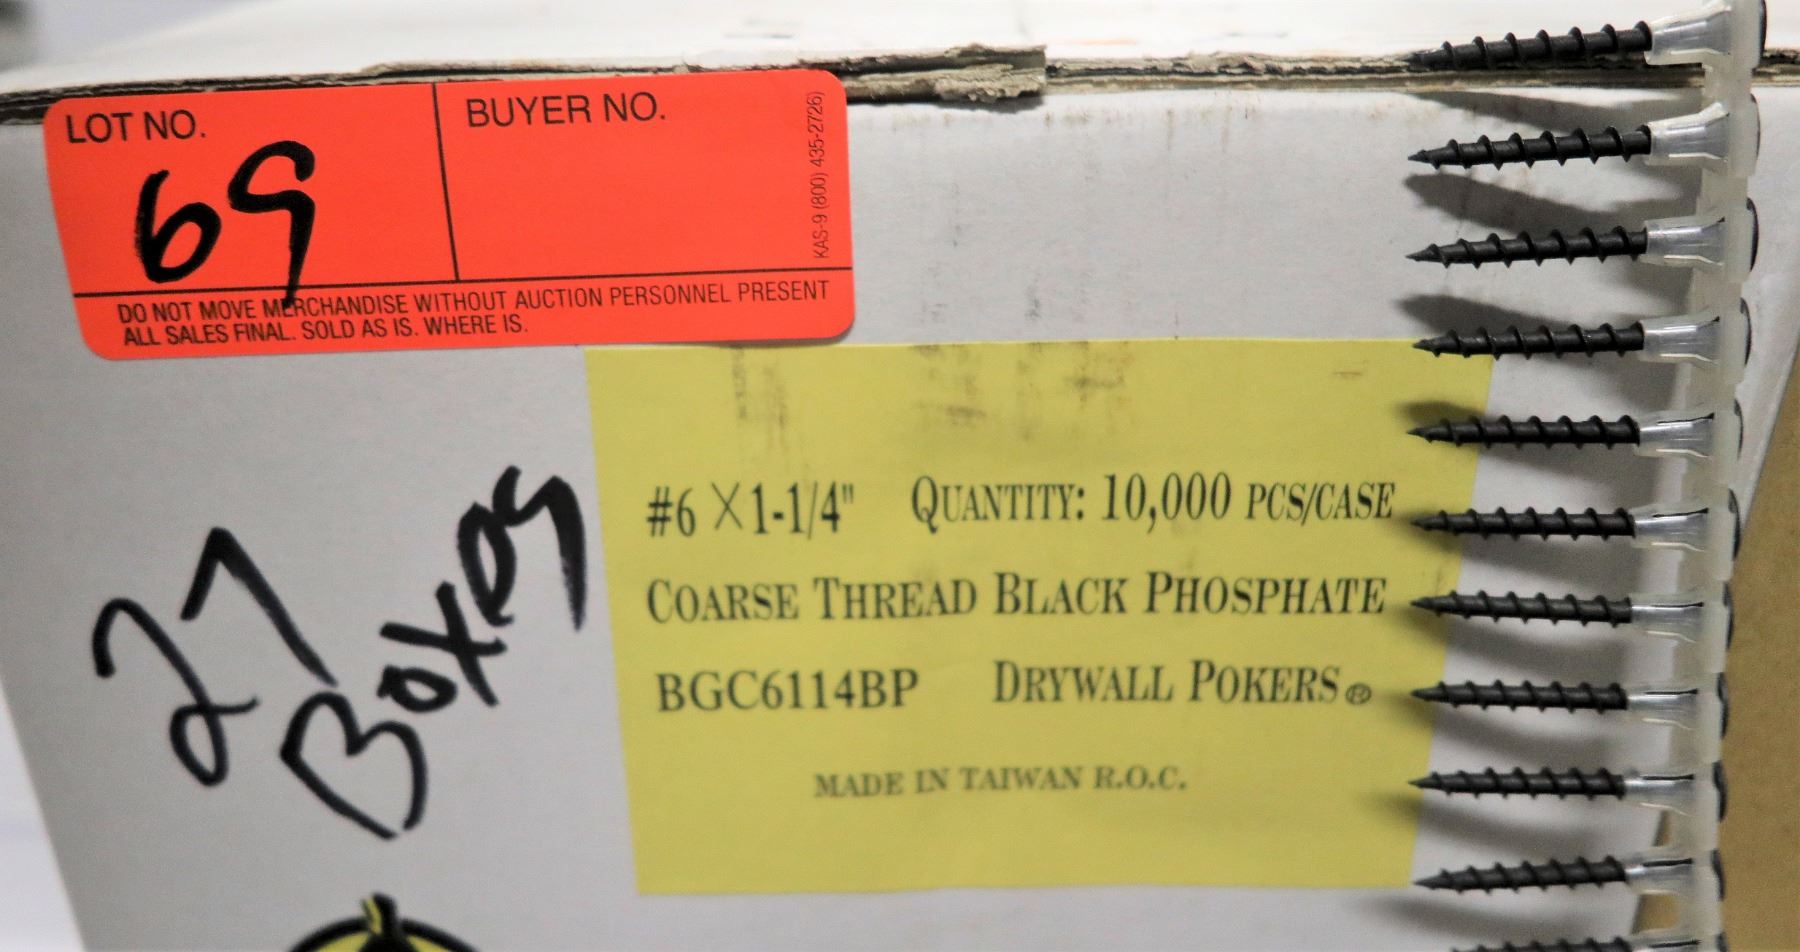 LOT NO.
69
BUYER NO.
KAS-9 (800) 435-2726)
DO NOT MOVE MERCHANDISE WITHOUT AUCTION PERSONNEL PRESENT
ALL SALES FINAL. SOLD AS IS. WHERE IS.
27
BOXES
#6 X 1-1/4" QUANTITY: 10,000 PCS/CASE
COARSE THREAD BLACK PHOSPHATE
BGC6114BP DRYWALL POKERS®
MADE IN TAIWAN R.O.C.